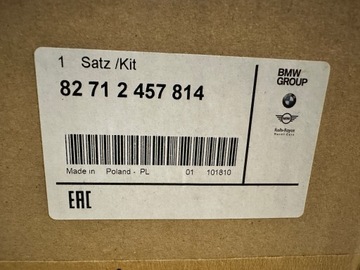 1 Satz /Kit
82 71 2 457 814
Made in Poland - PL 01 101810
EAC
BMW
GROUP